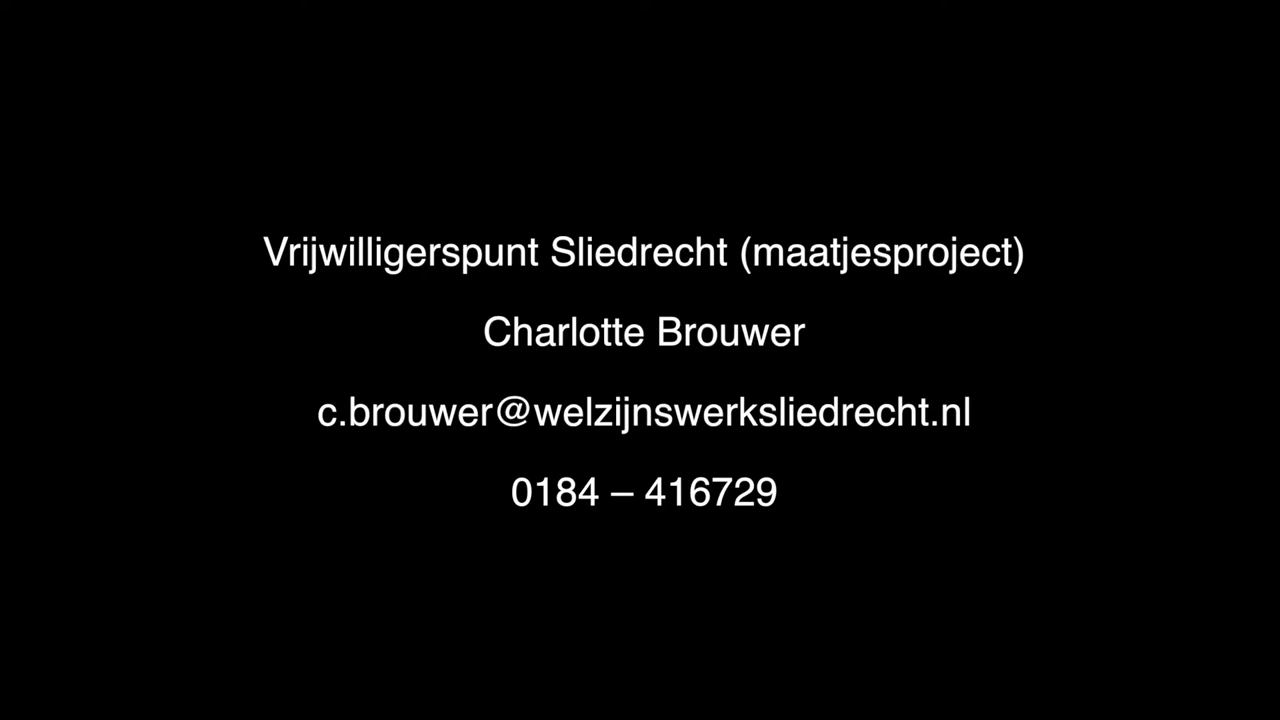 Vrijwilligerspunt Sliedrecht (maatjesproject)
Charlotte Brouwer
c.brouwer@welzijnswerksliedrecht.nl
0184 – 416729